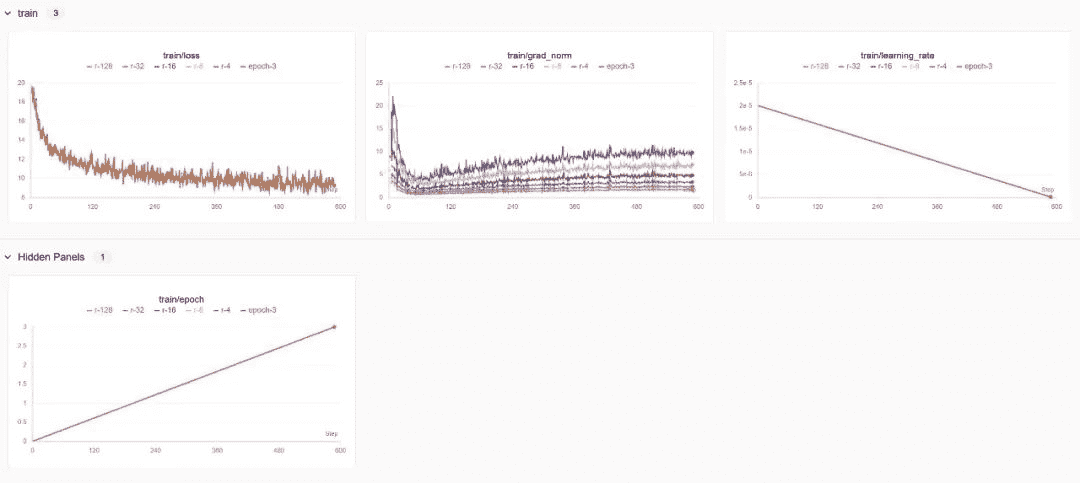 train 3
train/loss
r-128 r-32 r-16 r-8 r-4 epoch-3
20
18
16
14
12
10
8
0 120 240 360 480 600
Step
train/grad_norm
r-128 r-32 r-16 r-8 r-4 epoch-3
25
20
15
10
5
0
0 120 240 360 480 600
Step
train/learning_rate
r-128 r-32 r-16 r-8 r-4 epoch-3
2.5e-5
2e-5
1.5e-5
1e-5
5e-6
0
Step
0 120 240 360 480 600
Hidden Panels 1
train/epoch
r-128 r-32 r-16 r-8 r-4 epoch-3
3
2.5
2
1.5
1
0.5
0
Step
0 120 240 360 480 600